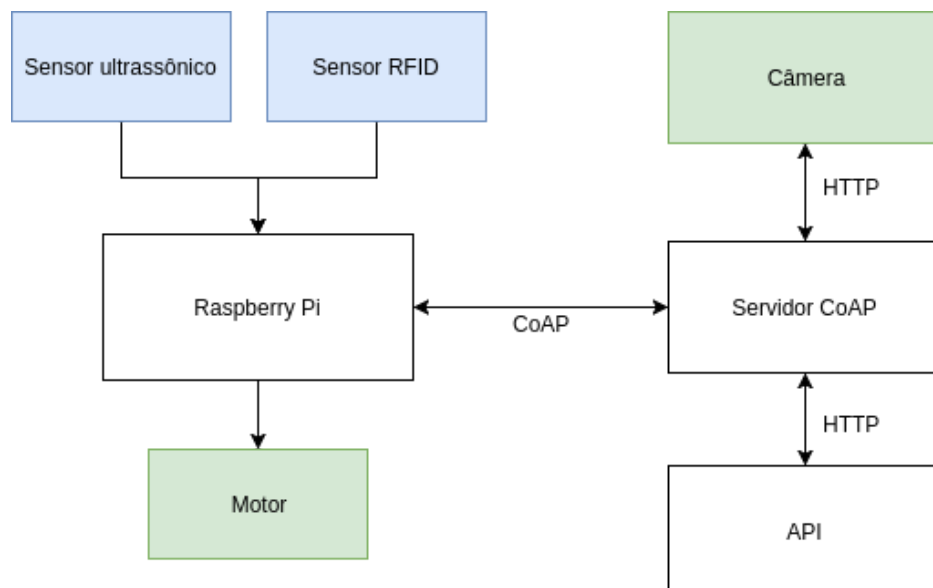 Sensor ultrassônico
Sensor RFID
Câmera
HTTP
Raspberry Pi
CoAP
Servidor CoAP
HTTP
Motor
API